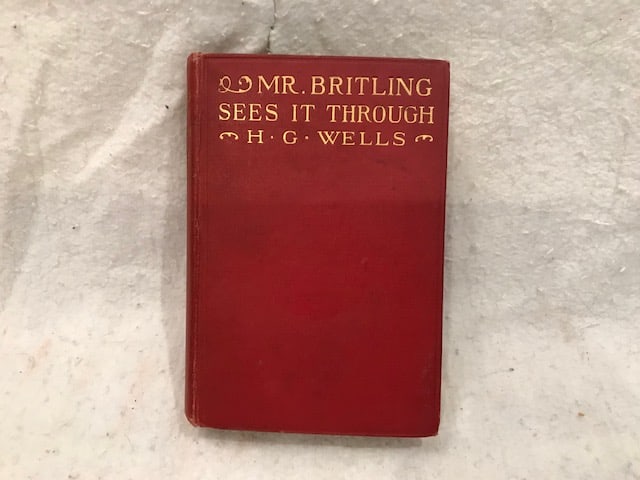 MR. BRITLING
SEES IT THROUGH
H · G · WELLS